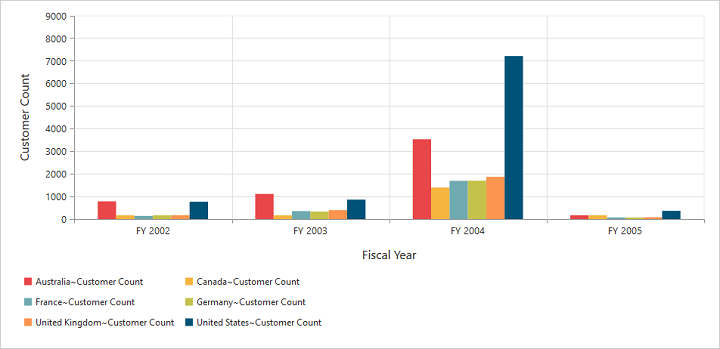 9000
8000
7000
6000
5000
4000
3000
2000
1000
0
Customer Count
FY 2002 FY 2003 FY 2004 FY 2005
Fiscal Year
Australia~Customer Count Canada~Customer Count
France~Customer Count Germany~Customer Count
United Kingdom~Customer Count United States~Customer Count